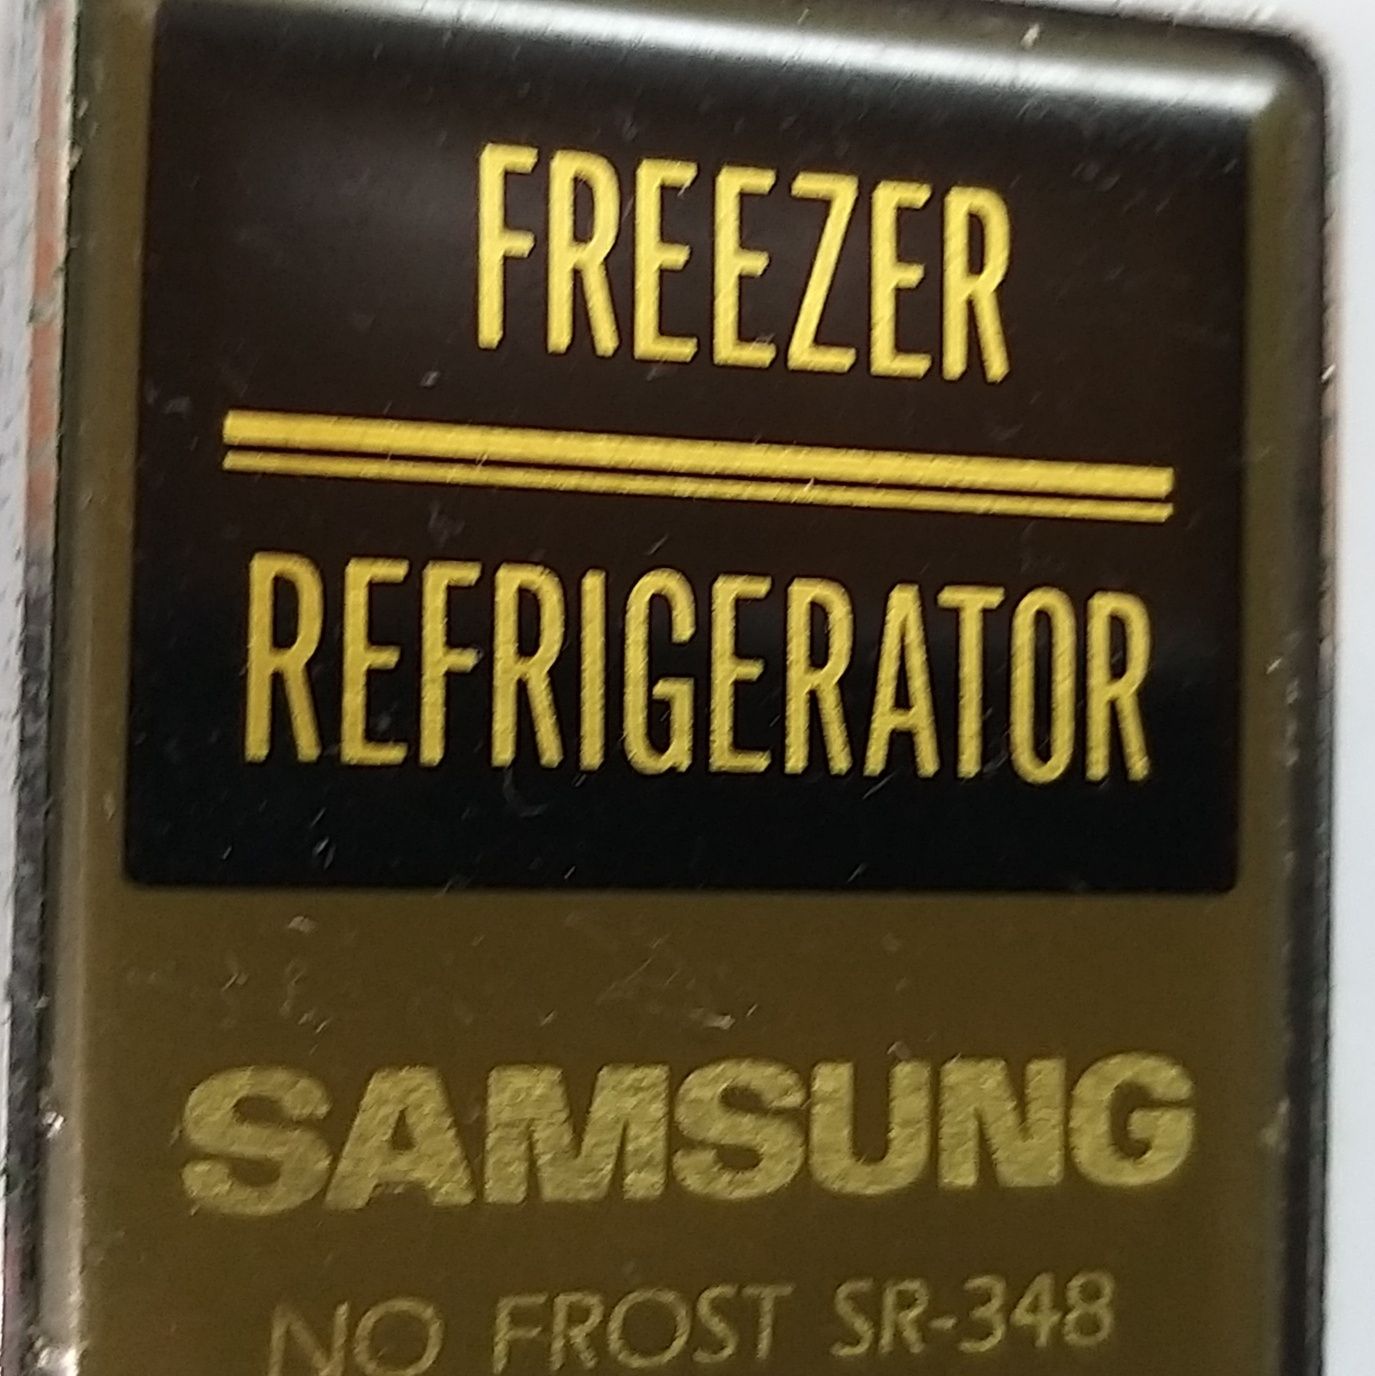 FREEZER
REFRIGERATOR
SAMSUNG
NO FROST SR-348